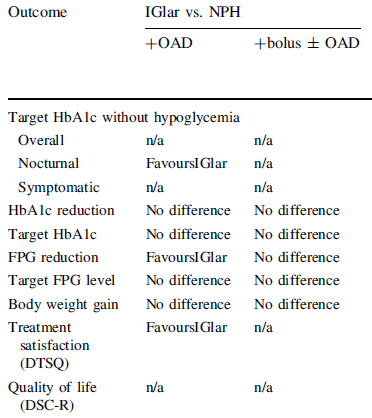 Outcome IGlar vs. NPH
+OAD +bolus ± OAD
Target HbA1c without hypoglycemia
Overall n/a n/a
Nocturnal FavoursIGlar n/a
Symptomatic n/a n/a
HbA1c reduction No difference No difference
Target HbA1c No difference No difference
FPG reduction FavoursIGlar No difference
Target FPG level No difference No difference
Body weight gain No difference No difference
Treatment FavoursIGlar n/a
satisfaction
(DTSQ)
Quality of life n/a n/a
(DSC-R)